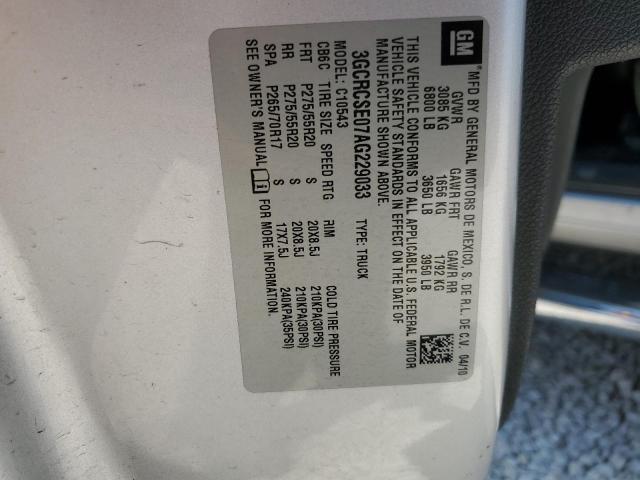 GM
® MFD BY GENERAL MOTORS DE MEXICO, S. DE R.L. DE C.V. 04/10
GVWR GAWR FRT GAWR RR
3085 KG 1656 KG 1792 KG
6800 LB 3650 LB 3950 LB
THIS VEHICLE CONFORMS TO ALL APPLICABLE U.S. FEDERAL MOTOR
VEHICLE SAFETY STANDARDS IN EFFECT ON THE DATE OF
MANUFACTURE SHOWN ABOVE.
3GCRCSE07AG229033 TYPE: TRUCK
MODEL: C10543
CB6C TIRE SIZE SPEED RTG RIM COLD TIRE PRESSURE
FRT P275/55R20 S 20X8.5J 210KPA(30PSI)
RR P275/55R20 S 20X8.5J 210KPA(30PSI)
SPA P265/70R17 S 17X7.5J 240KPA(35PSI)
SEE OWNER'S MANUAL FOR MORE INFORMATION.